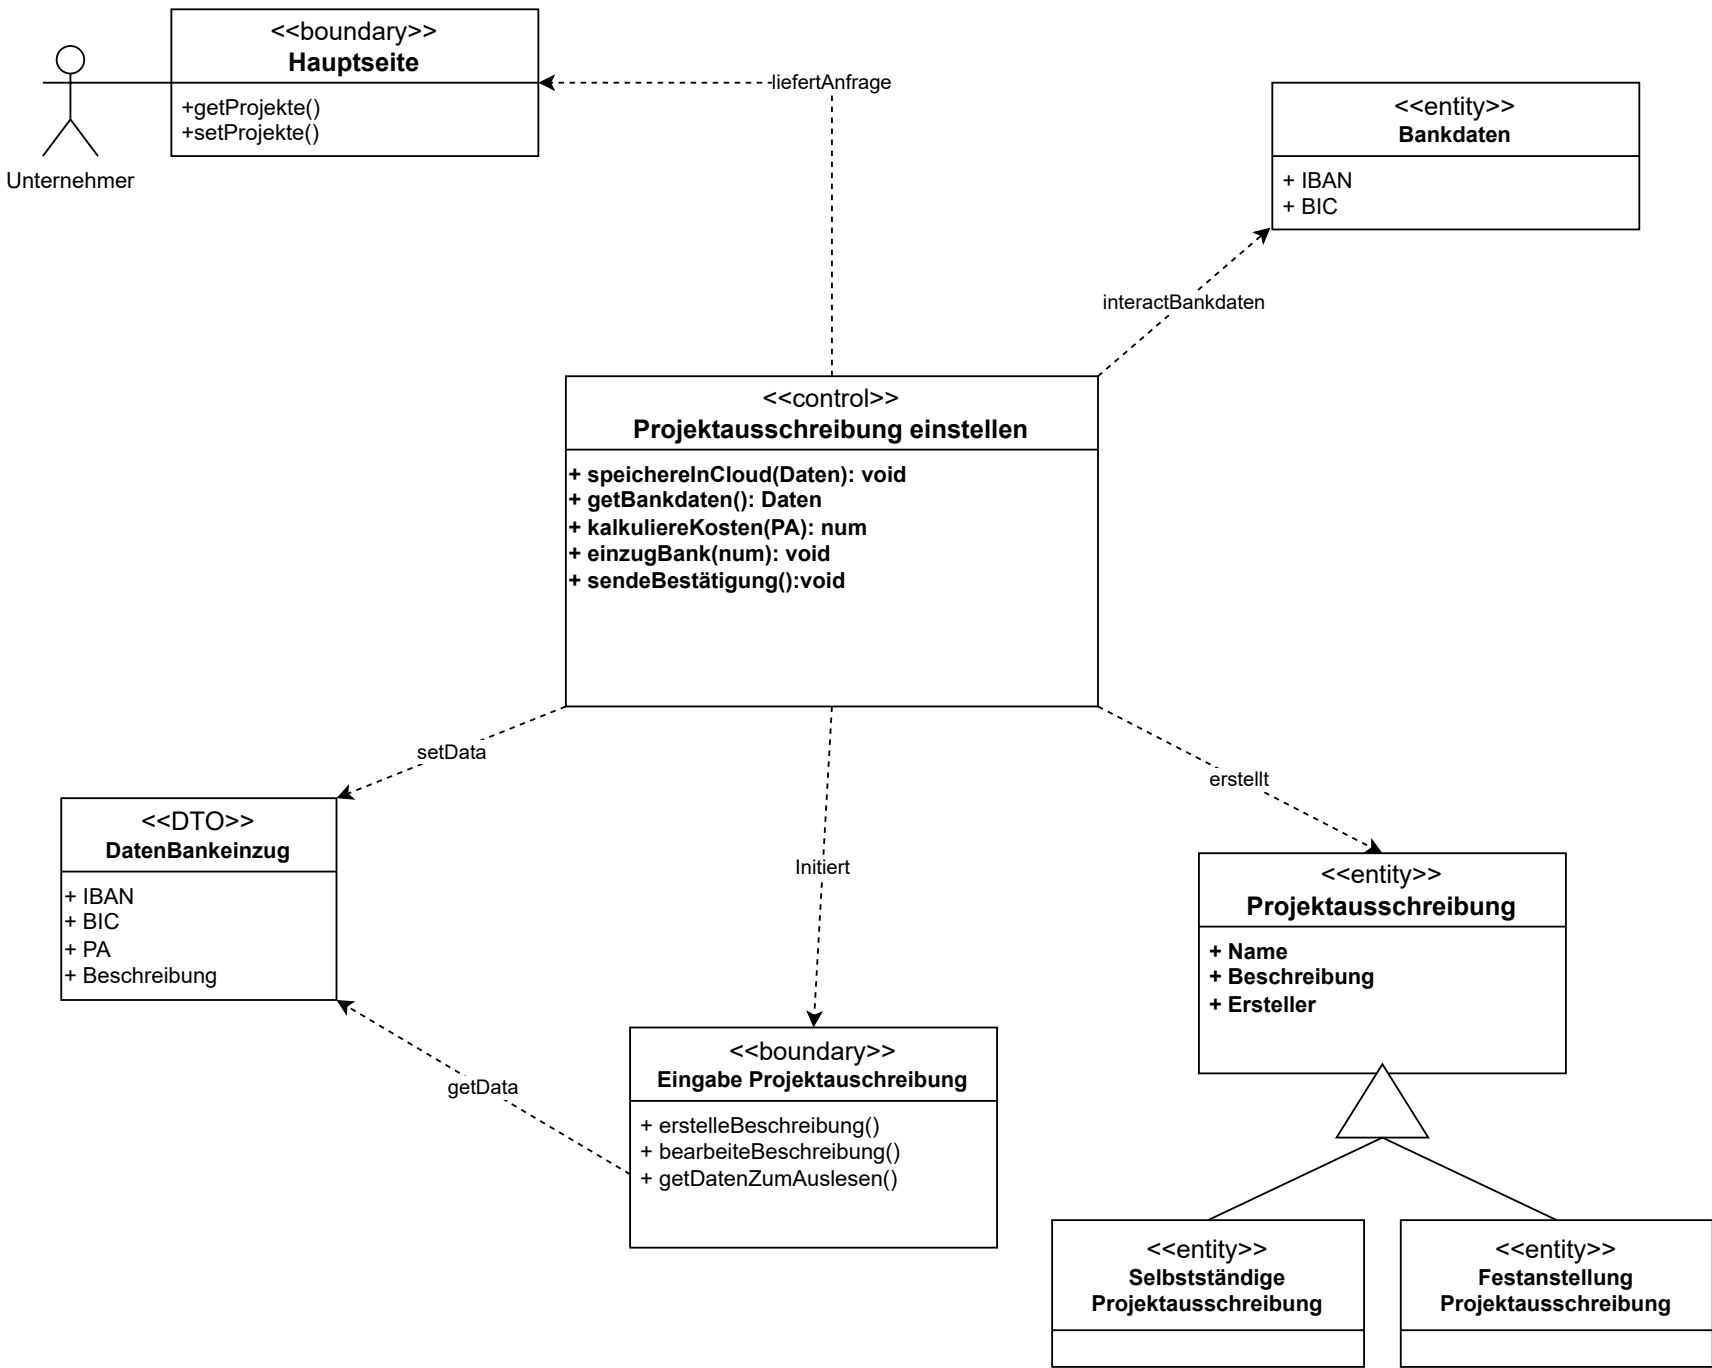 <<boundary>>
Hauptseite
+getProjekte()
+setProjekte()
Unternehmer
liefertAnfrage
<<entity>>
Bankdaten
+ IBAN
+ BIC
interactBankdaten
<<control>>
Projektausschreibung einstellen
+ speichereInCloud(Daten): void
+ getBankdaten(): Daten
+ kalkuliereKosten(PA): num
+ einzugBank(num): void
+ sendeBestätigung():void
setData
erstellt
Initiert
<<DTO>>
DatenBankeinzug
+ IBAN
+ BIC
+ PA
+ Beschreibung
<<entity>>
Projektausschreibung
+ Name
+ Beschreibung
+ Ersteller
getData
<<boundary>>
Eingabe Projektauschreibung
+ erstelleBeschreibung()
+ bearbeiteBeschreibung()
+ getDatenZumAuslesen()
<<entity>>
Selbstständige
Projektausschreibung
<<entity>>
Festanstellung
Projektausschreibung